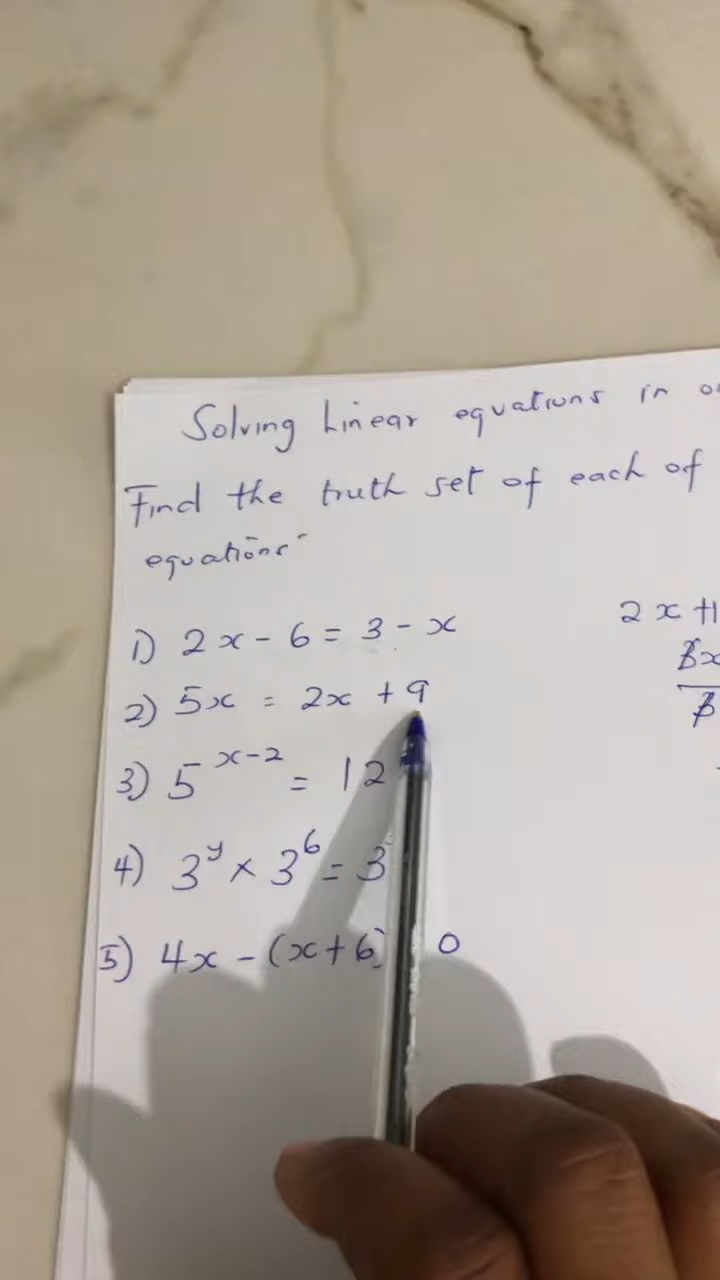 Solving Linear equations in
Find the truth set of each of
equations
1) 2x - 6 = 3 - x
2) 5x = 2x + 9
3) 5^{x-2} = 12
4) 3^y × 3^6 = 3
5) 4x - (x + 6) 0
2x + 1